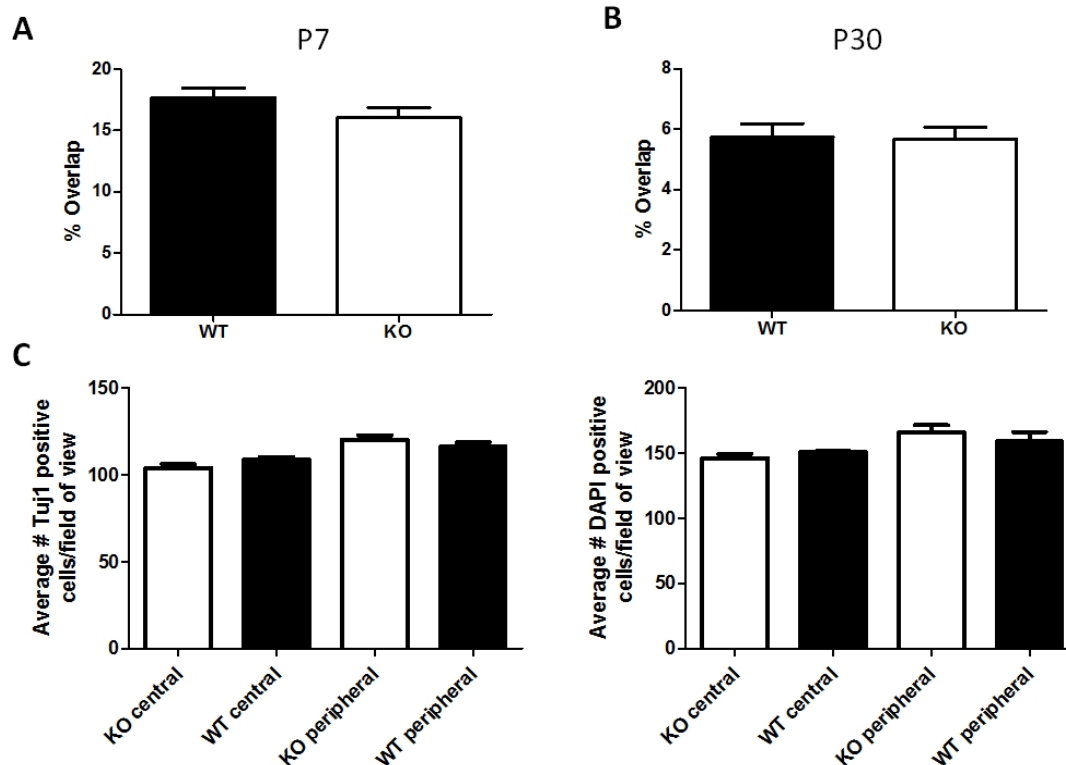 A
P7
% Overlap
20
15
10
5
0
WT
KO
B
P30
% Overlap
8
6
4
2
0
WT
KO
C
Average # Tuj1 positive
cells/field of view
150
100
50
0
KO central
WT central
KO peripheral
WT peripheral
Average # DAPI positive
cells/field of view
200
150
100
50
0
KO central
WT central
KO peripheral
WT peripheral